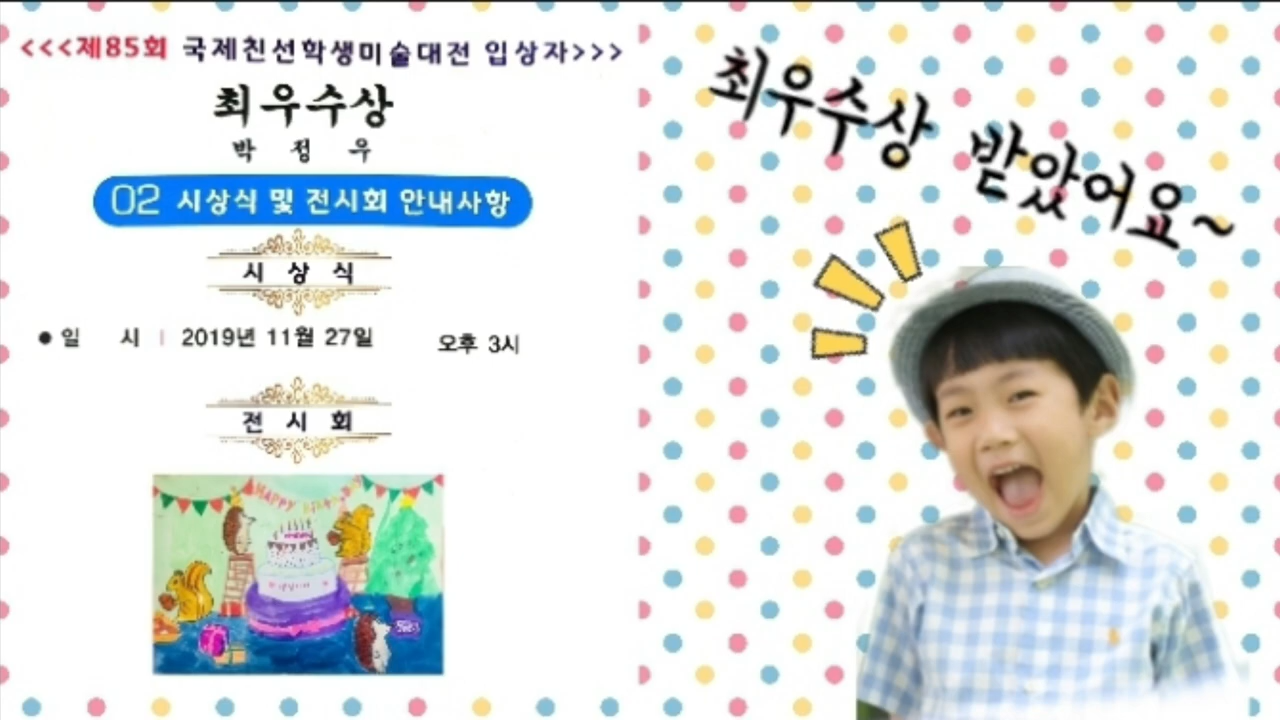 <<<제85회 국제친선학생미술대전 입상자>>>
최우수상
박 정 우
02 시상식 및 전시회 안내사항
시 상 식
● 일 시 | 2019년 11월 27일 오후 3시
전 시 회
HAPPY BIRTHDAY
최우수상 받았어요~